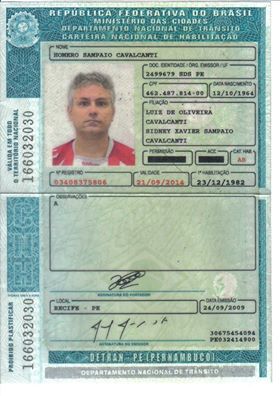 REPÚBLICA FEDERATIVA DO BRASIL
MINISTÉRIO DAS CIDADES
DEPARTAMENTO NACIONAL DE TRÂNSITO
CARTEIRA NACIONAL DE HABILITAÇÃO
NOME
HOMERO SAMPAIO CAVALCANTI
DOC. IDENTIDADE / ÓRG. EMISSOR / UF
2499679 SDS PE
CPF
DATA NASCIMENTO
462.487.814-00
12/10/1964
FILIAÇÃO
LUIZ DE OLIVEIRA
CAVALCANTI
SIDNEY XAVIER SAMPAIO
CAVALCANTI
PERMISSÃO
ACC
CAT. HAB.
AB
Nº REGISTRO
VALIDADE
1ª HABILITAÇÃO
03408375806
21/09/2014
23/12/1982
VÁLIDA EM TODO
O TERRITÓRIO NACIONAL
166032030
OBSERVAÇÕES
A
ASSINATURA DO PORTADOR
LOCAL
DATA EMISSÃO
RECIFE - PE
24/09/2009
30675454094
PE032414900
ASSINATURA DO EMISSOR
PROIBIDO PLASTIFICAR
166032030
DETRAN-PE (PERNAMBUCO)
DEPARTAMENTO NACIONAL DE TRÂNSITO